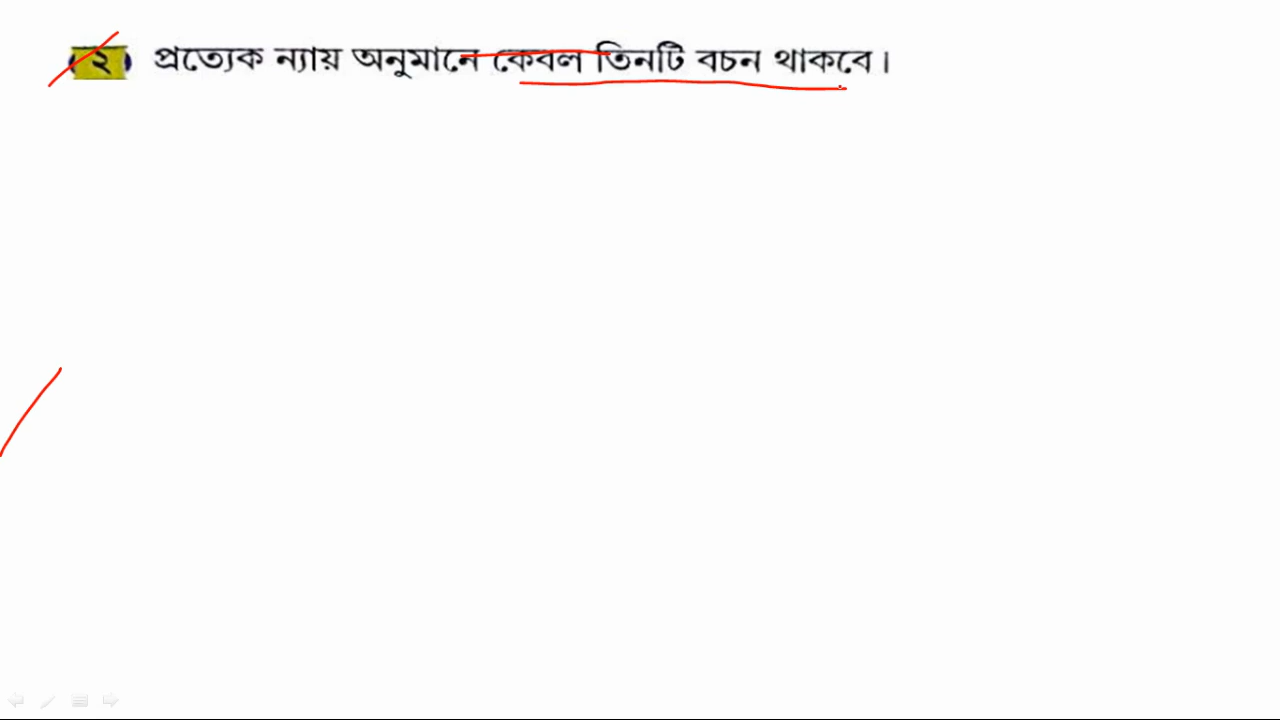 (২) প্রত্যেক ন্যায় অনুমানে কেবল তিনটি বচন থাকবে।